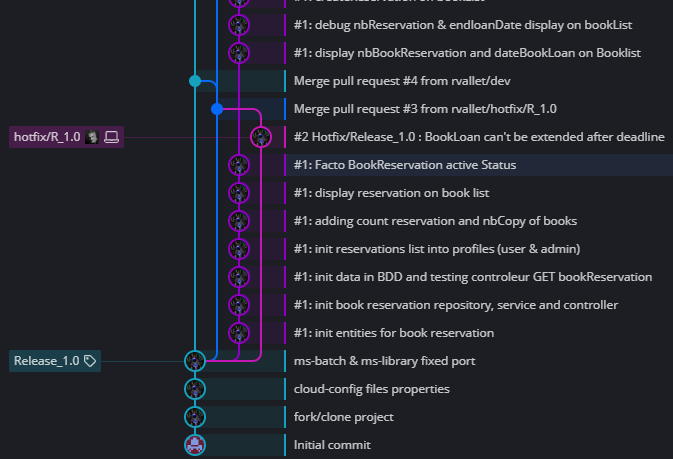 #1: debug nbReservation & endloanDate display on bookList
#1: display nbBookReservation and dateBookLoan on Booklist
Merge pull request #4 from rvallet/dev
Merge pull request #3 from rvallet/hotfix/R_1.0
hotfix/R_1.0 #2 Hotfix/Release_1.0 : BookLoan can't be extended after deadline
#1: Facto BookReservation active Status
#1: display reservation on book list
#1: adding count reservation and nbCopy of books
#1: init reservations list into profiles (user & admin)
#1: init data in BDD and testing controleur GET bookReservation
#1: init book reservation repository, service and controller
#1: init entities for book reservation
Release_1.0 ms-batch & ms-library fixed port
cloud-config files properties
fork/clone project
Initial commit